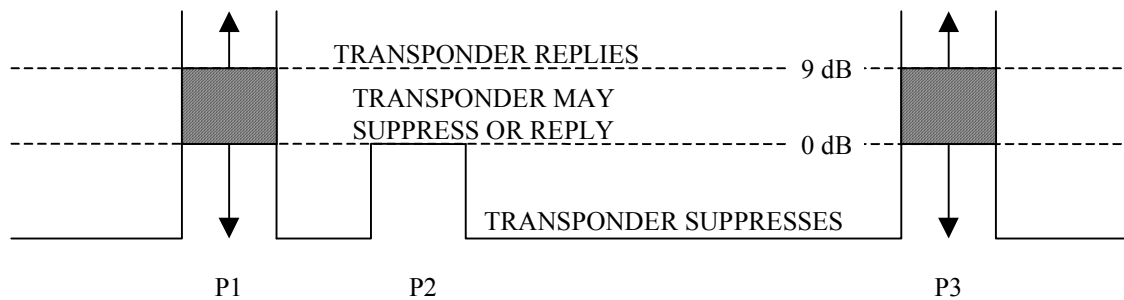 TRANSPONDER REPLIES
9 dB
TRANSPONDER MAY
SUPPRESS OR REPLY
0 dB
TRANSPONDER SUPPRESSES
P1
P2
P3